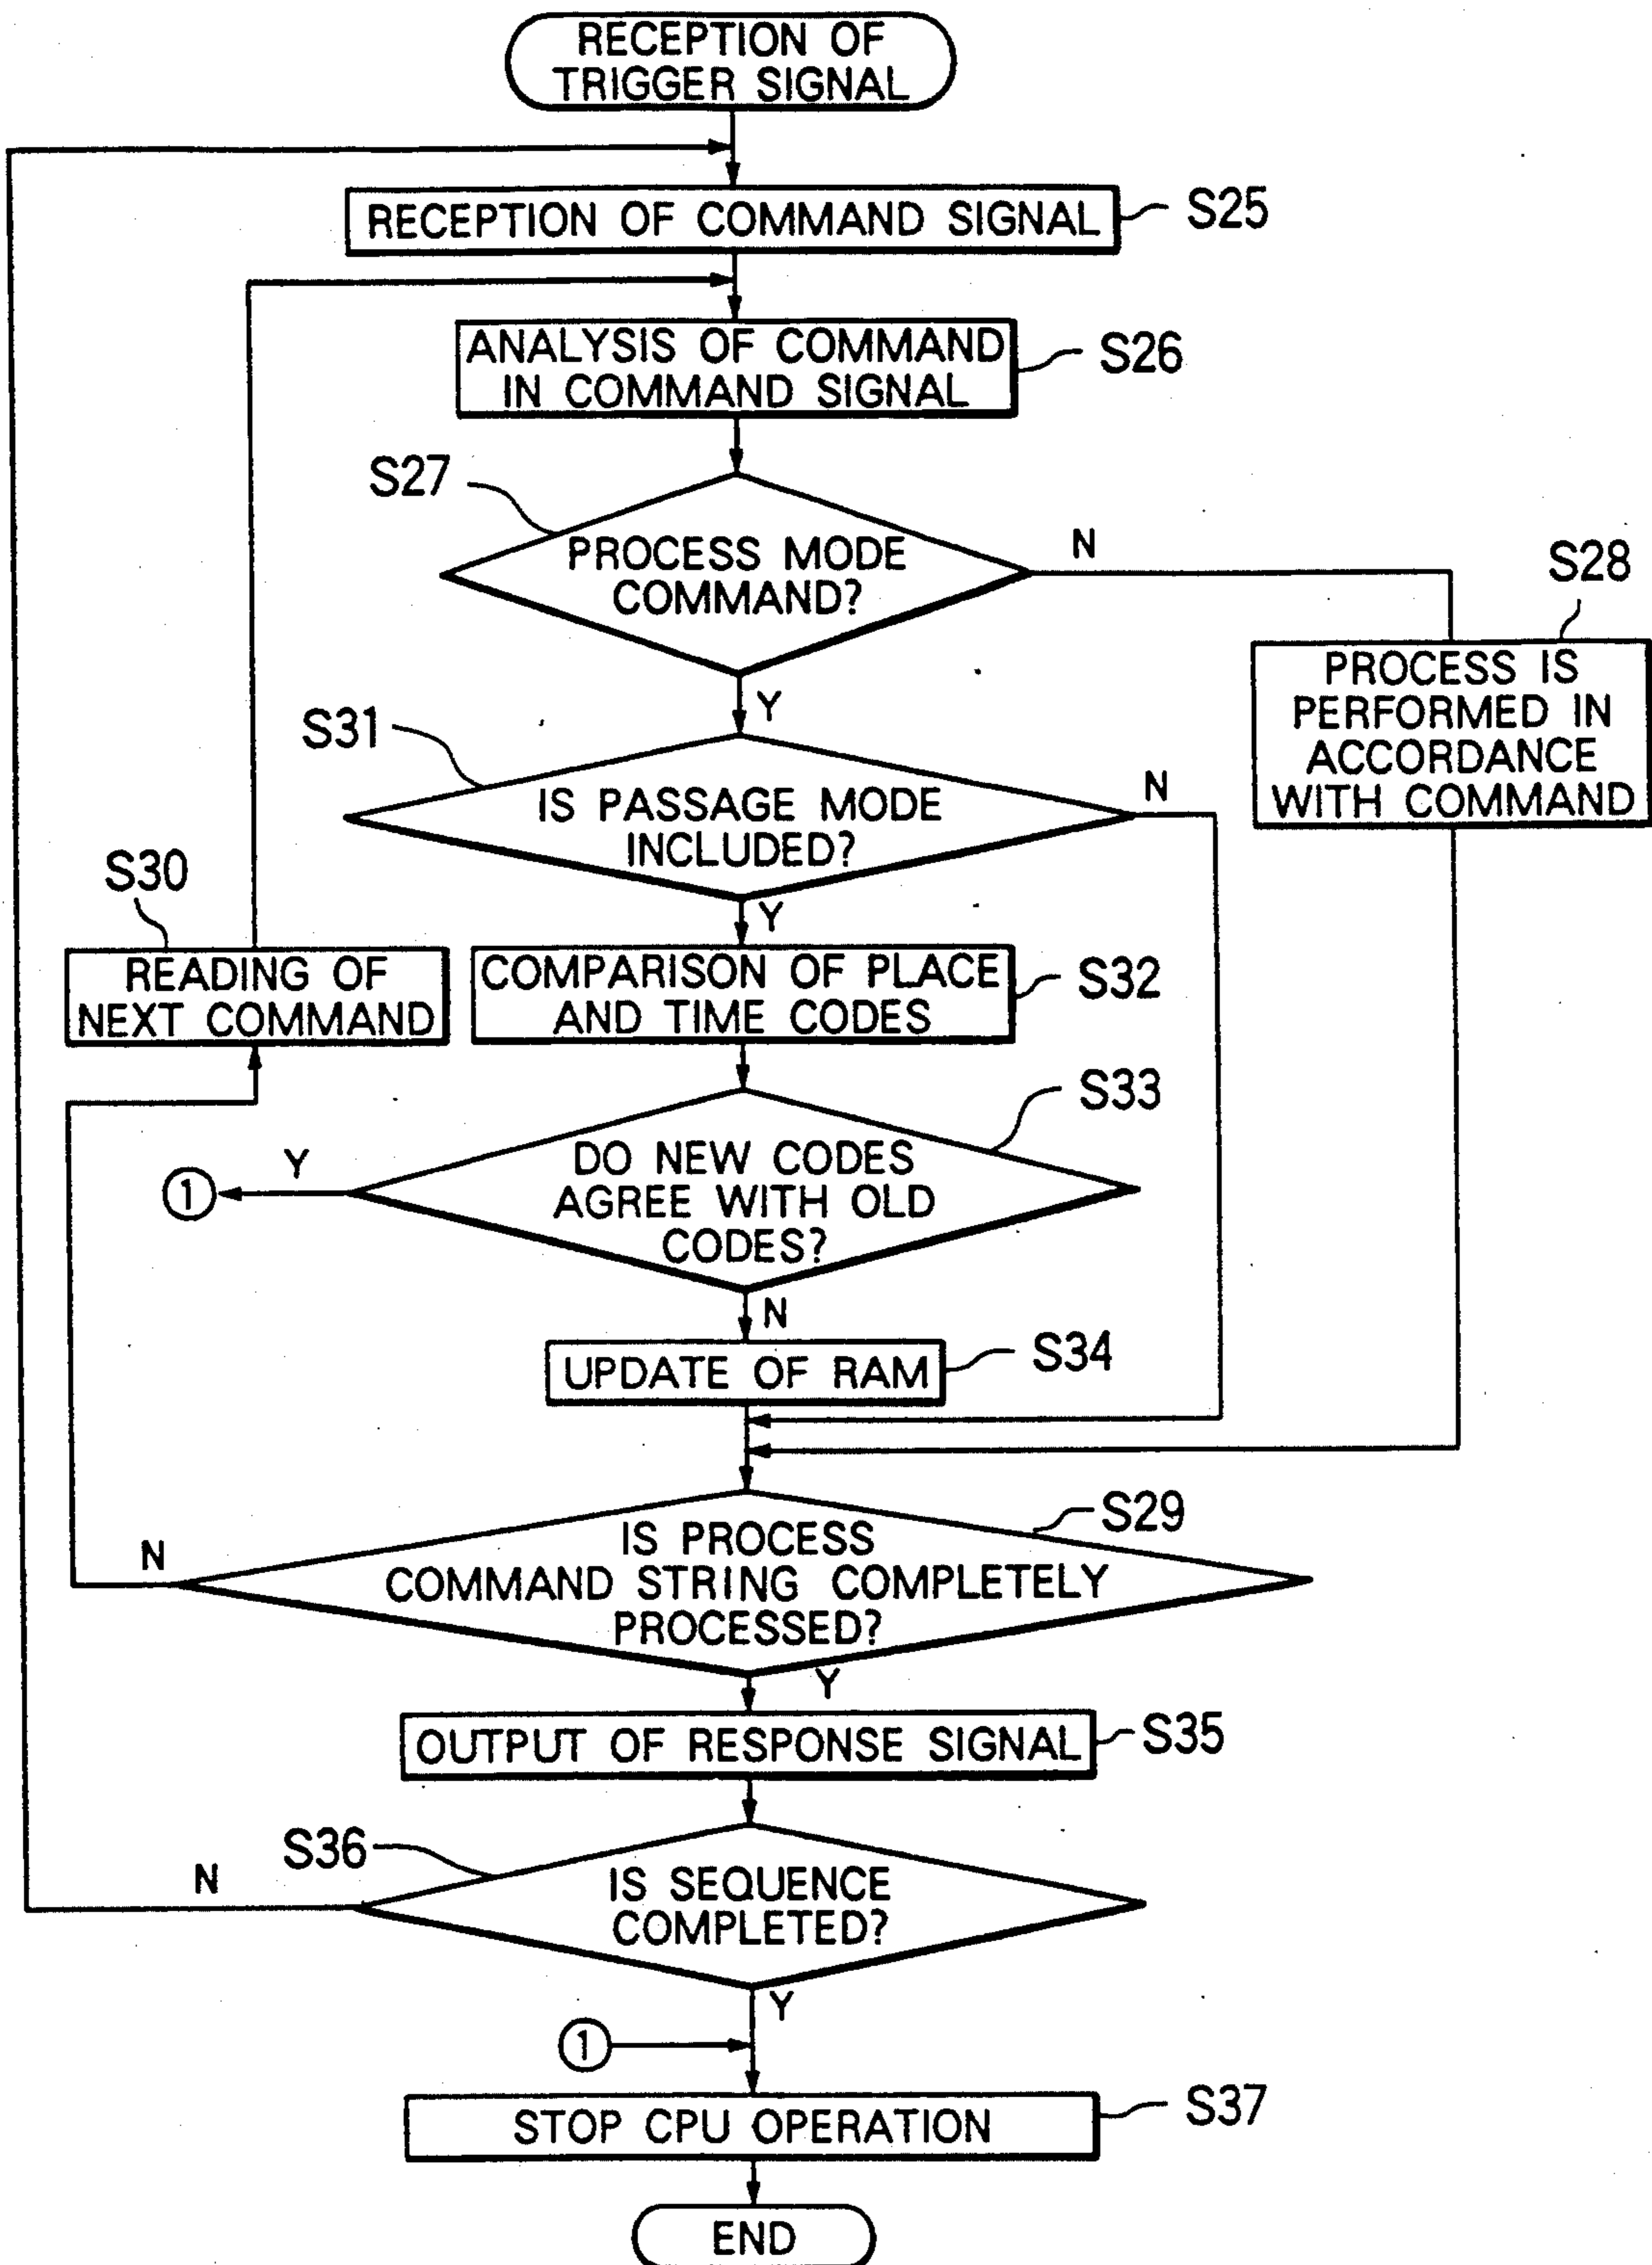 RECEPTION OF
TRIGGER SIGNAL
RECEPTION OF COMMAND SIGNAL
S25
ANALYSIS OF COMMAND
IN COMMAND SIGNAL
S26
S27
PROCESS MODE
COMMAND?
N
S28
PROCESS IS
PERFORMED IN
ACCORDANCE
WITH COMMAND
Y
S31
IS PASSAGE MODE
INCLUDED?
N
Y
S30
READING OF
NEXT COMMAND
COMPARISON OF PLACE
AND TIME CODES
S32
S33
DO NEW CODES
AGREE WITH OLD
CODES?
Y
1
N
UPDATE OF RAM
S34
S29
IS PROCESS
COMMAND STRING COMPLETELY
PROCESSED?
N
Y
OUTPUT OF RESPONSE SIGNAL
S35
S36
N
IS SEQUENCE
COMPLETED?
Y
1
STOP CPU OPERATION
S37
END